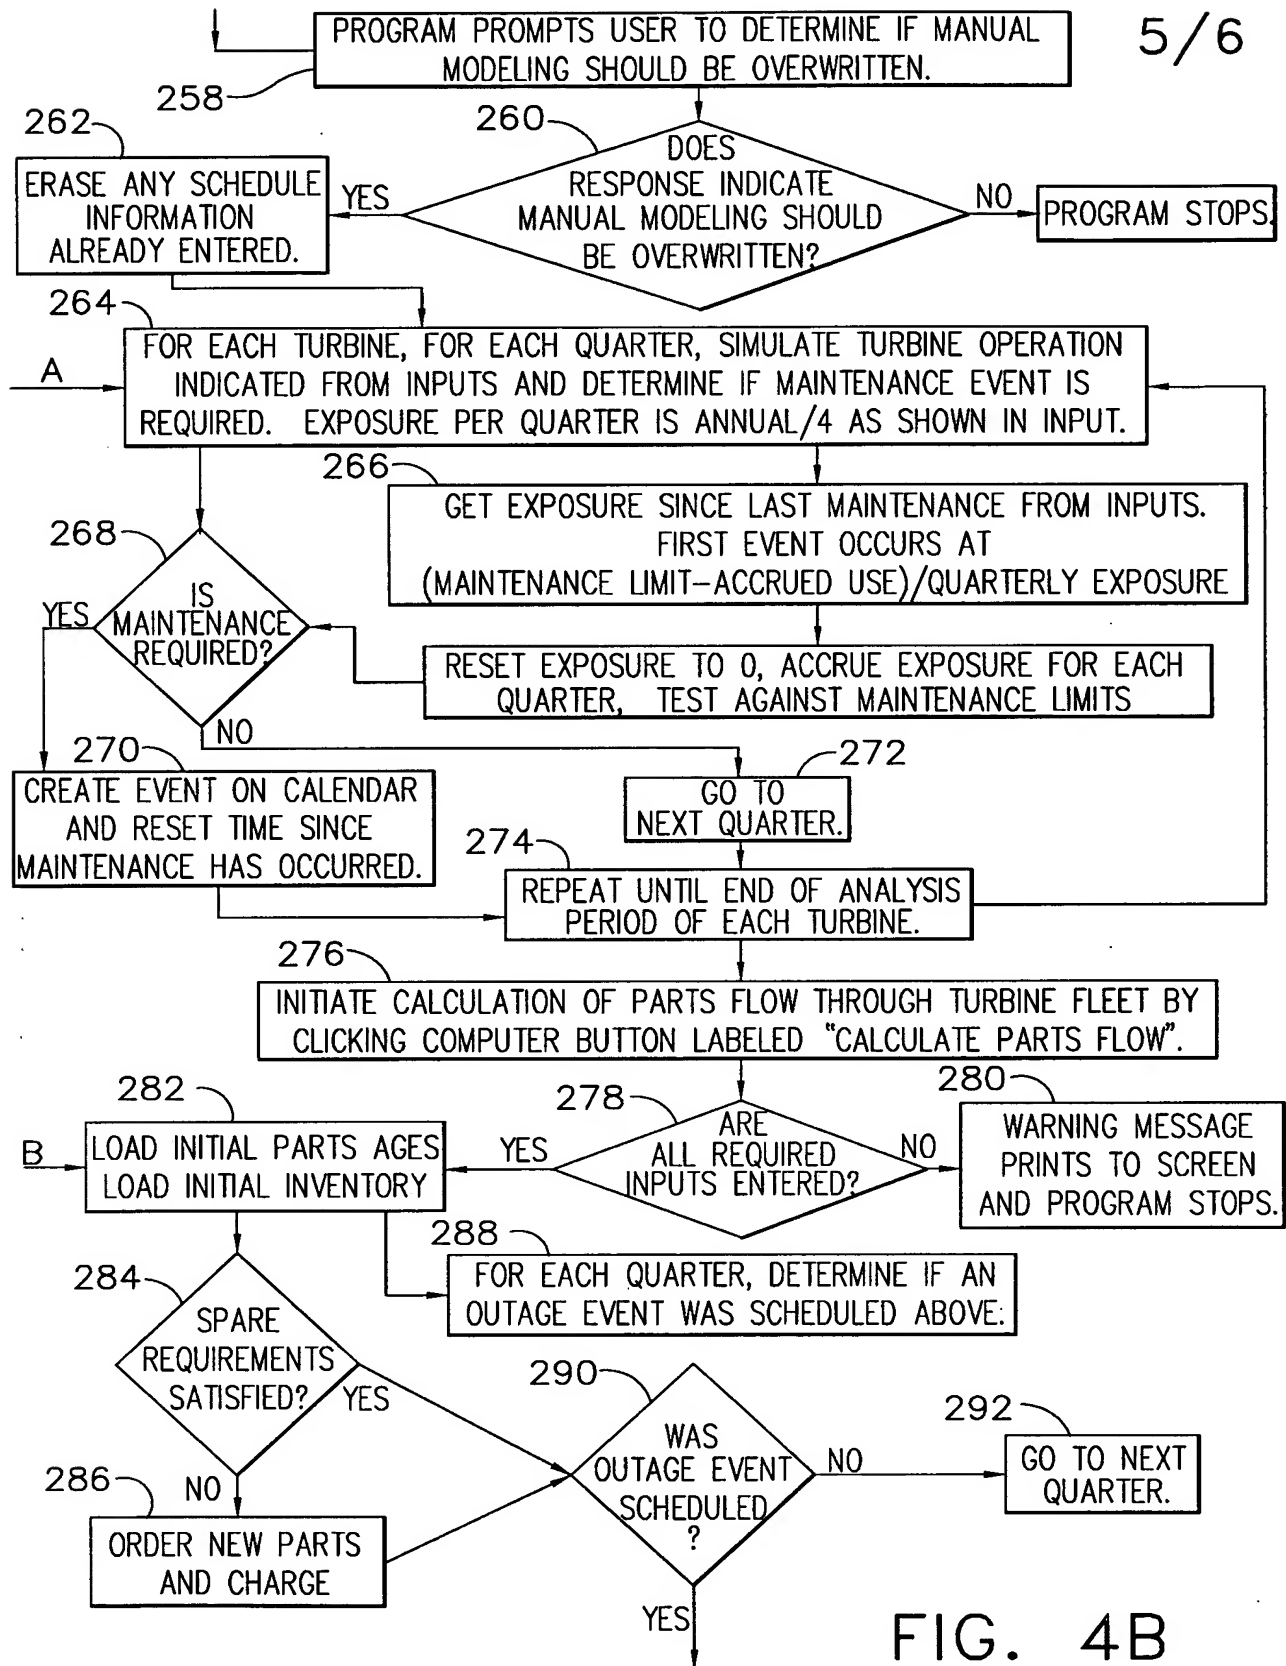 5/6
PROGRAM PROMPTS USER TO DETERMINE IF MANUAL
MODELING SHOULD BE OVERWRITTEN.
258
260
262
DOES
RESPONSE INDICATE
MANUAL MODELING SHOULD
BE OVERWRITTEN?
YES
NO
ERASE ANY SCHEDULE
INFORMATION
ALREADY ENTERED.
PROGRAM STOPS.
264
A
FOR EACH TURBINE, FOR EACH QUARTER, SIMULATE TURBINE OPERATION
INDICATED FROM INPUTS AND DETERMINE IF MAINTENANCE EVENT IS
REQUIRED. EXPOSURE PER QUARTER IS ANNUAL/4 AS SHOWN IN INPUT.
266
GET EXPOSURE SINCE LAST MAINTENANCE FROM INPUTS.
FIRST EVENT OCCURS AT
(MAINTENANCE LIMIT-ACCRUED USE)/QUARTERLY EXPOSURE
268
IS
MAINTENANCE
REQUIRED?
YES
NO
RESET EXPOSURE TO 0, ACCRUE EXPOSURE FOR EACH
QUARTER, TEST AGAINST MAINTENANCE LIMITS
270
CREATE EVENT ON CALENDAR
AND RESET TIME SINCE
MAINTENANCE HAS OCCURRED.
272
GO TO
NEXT QUARTER.
274
REPEAT UNTIL END OF ANALYSIS
PERIOD OF EACH TURBINE.
276
INITIATE CALCULATION OF PARTS FLOW THROUGH TURBINE FLEET BY
CLICKING COMPUTER BUTTON LABELED "CALCULATE PARTS FLOW".
278
ARE
ALL REQUIRED
INPUTS ENTERED?
YES
NO
280
WARNING MESSAGE
PRINTS TO SCREEN
AND PROGRAM STOPS.
282
B
LOAD INITIAL PARTS AGES
LOAD INITIAL INVENTORY
288
FOR EACH QUARTER, DETERMINE IF AN
OUTAGE EVENT WAS SCHEDULED ABOVE:
284
SPARE
REQUIREMENTS
SATISFIED?
YES
NO
286
ORDER NEW PARTS
AND CHARGE
290
WAS
OUTAGE EVENT
SCHEDULED
?
NO
YES
292
GO TO NEXT
QUARTER.
FIG. 4B